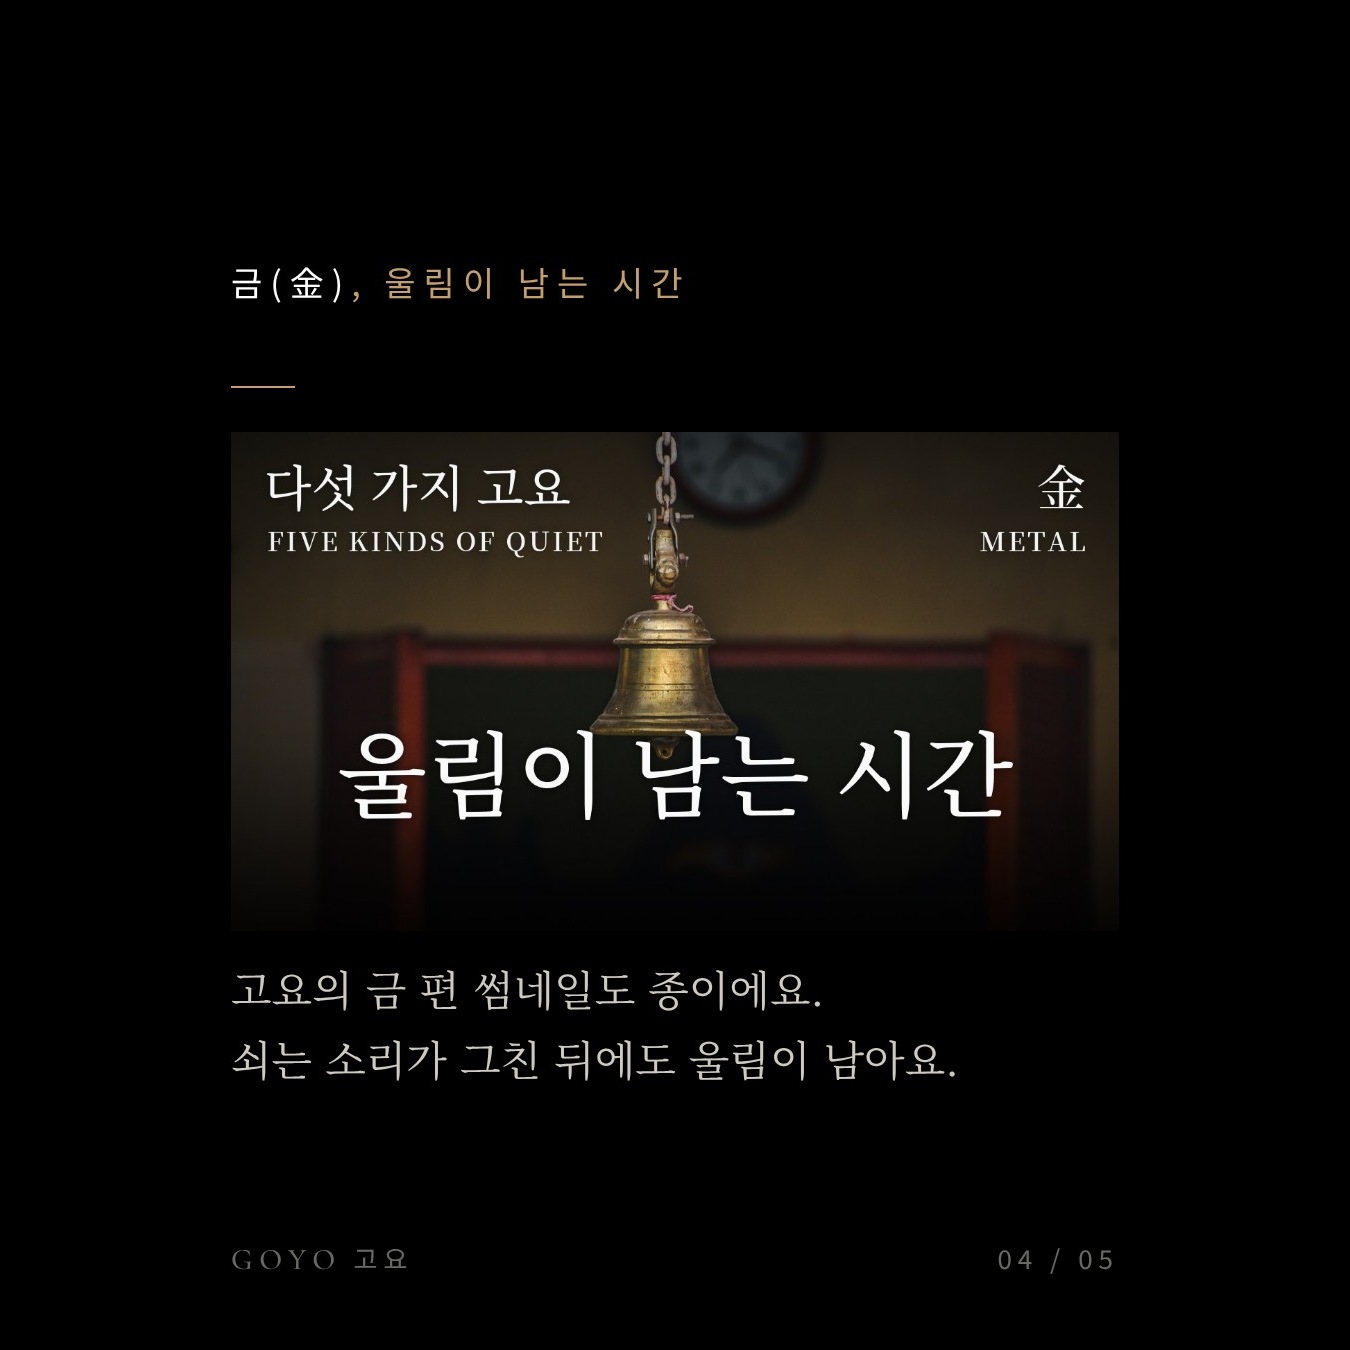 금(金), 울림이 남는 시간
다섯 가지 고요
FIVE KINDS OF QUIET
金
METAL
울림이 남는 시간
고요의 금 편 썸네일도 종이에요.
쇠는 소리가 그친 뒤에도 울림이 남아요.
GOYO 고요
04 / 05